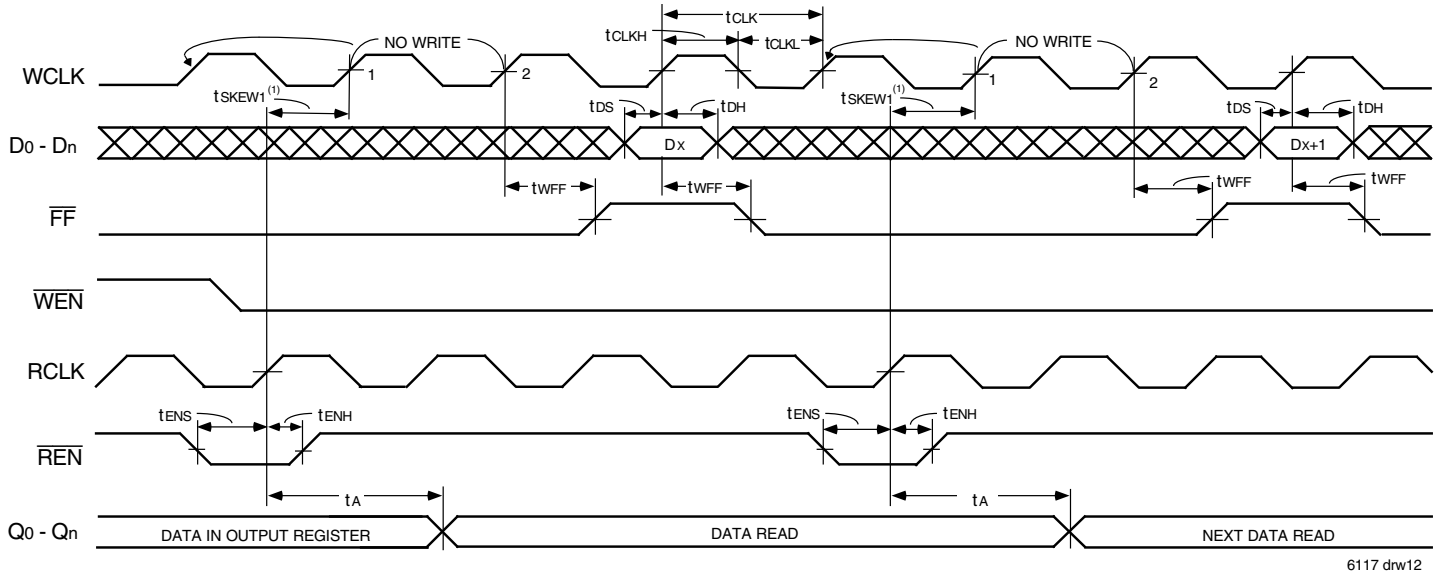 tCLK
tCLKH
tCLKL
NO WRITE
NO WRITE
WCLK
1
2
1
2
tSKEW1(1)
tDS
tDH
tSKEW1(1)
tDS
tDH
D0 - Dn
Dx
Dx+1
tWFF
tWFF
tWFF
tWFF
FF
WEN
RCLK
tENS
tENH
tENS
tENH
REN
tA
tA
Q0 - Qn
DATA IN OUTPUT REGISTER
DATA READ
NEXT DATA READ
6117 drw12